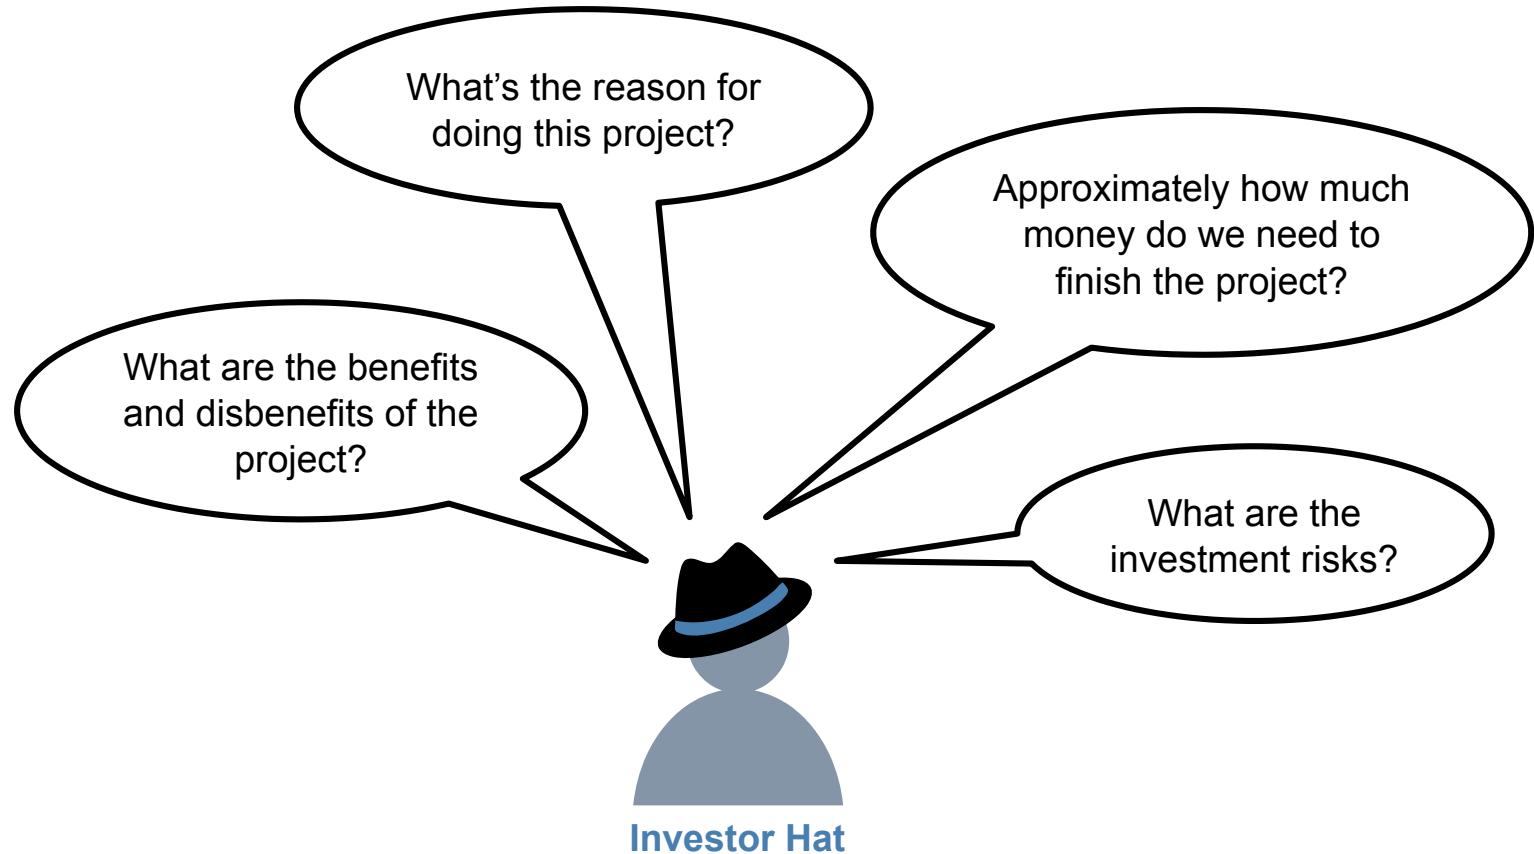 What’s the reason for
doing this project?
Approximately how much
money do we need to
finish the project?
What are the benefits
and disbenefits of the
project?
What are the
investment risks?
Investor Hat